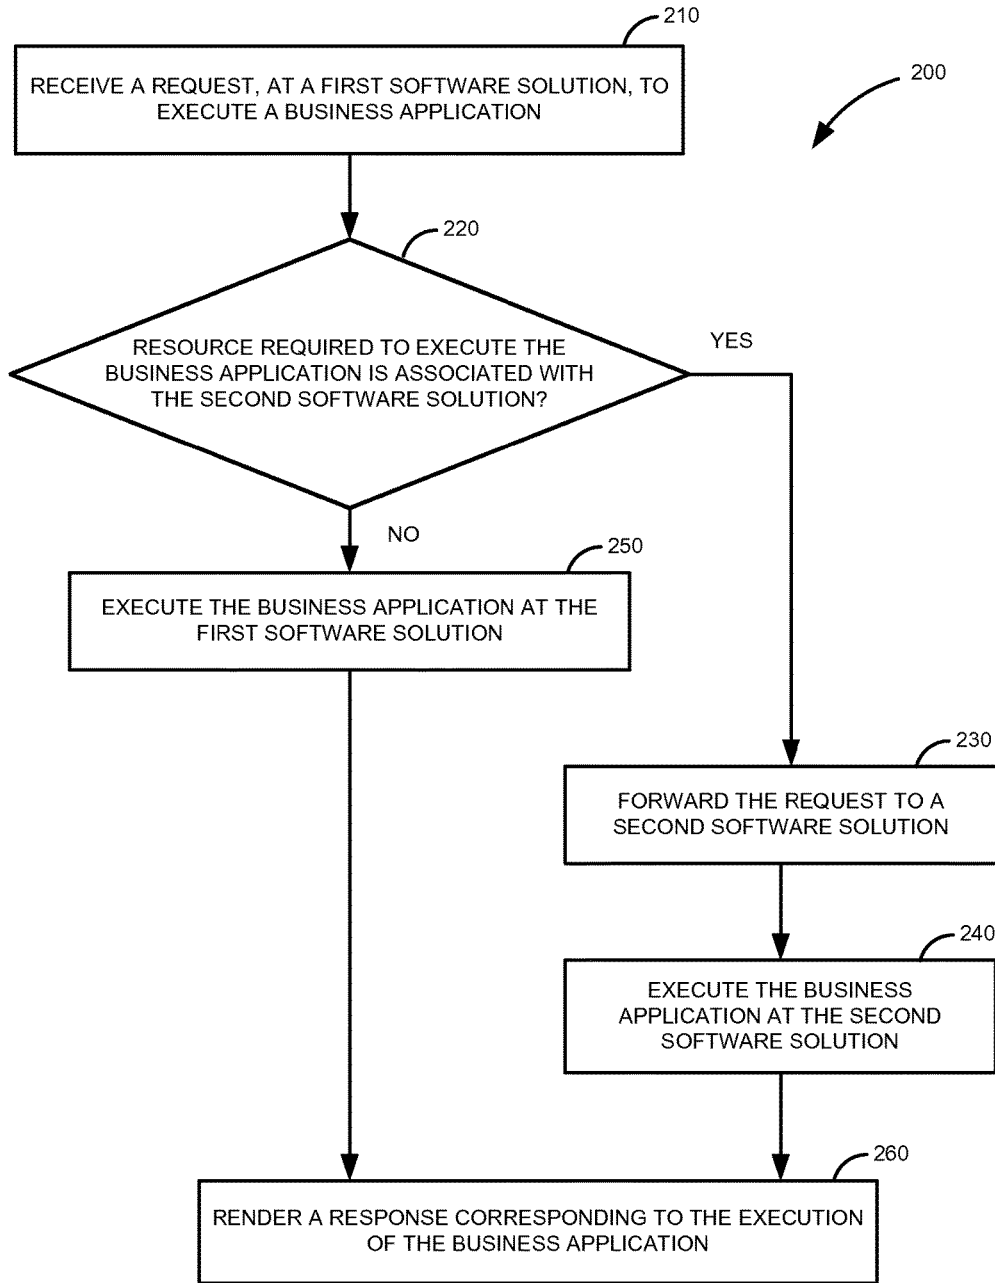 210
RECEIVE A REQUEST, AT A FIRST SOFTWARE SOLUTION, TO
EXECUTE A BUSINESS APPLICATION
200
220
RESOURCE REQUIRED TO EXECUTE THE
BUSINESS APPLICATION IS ASSOCIATED WITH
THE SECOND SOFTWARE SOLUTION?
YES
NO
250
EXECUTE THE BUSINESS APPLICATION AT THE
FIRST SOFTWARE SOLUTION
230
FORWARD THE REQUEST TO A
SECOND SOFTWARE SOLUTION
240
EXECUTE THE BUSINESS
APPLICATION AT THE SECOND
SOFTWARE SOLUTION
260
RENDER A RESPONSE CORRESPONDING TO THE EXECUTION
OF THE BUSINESS APPLICATION